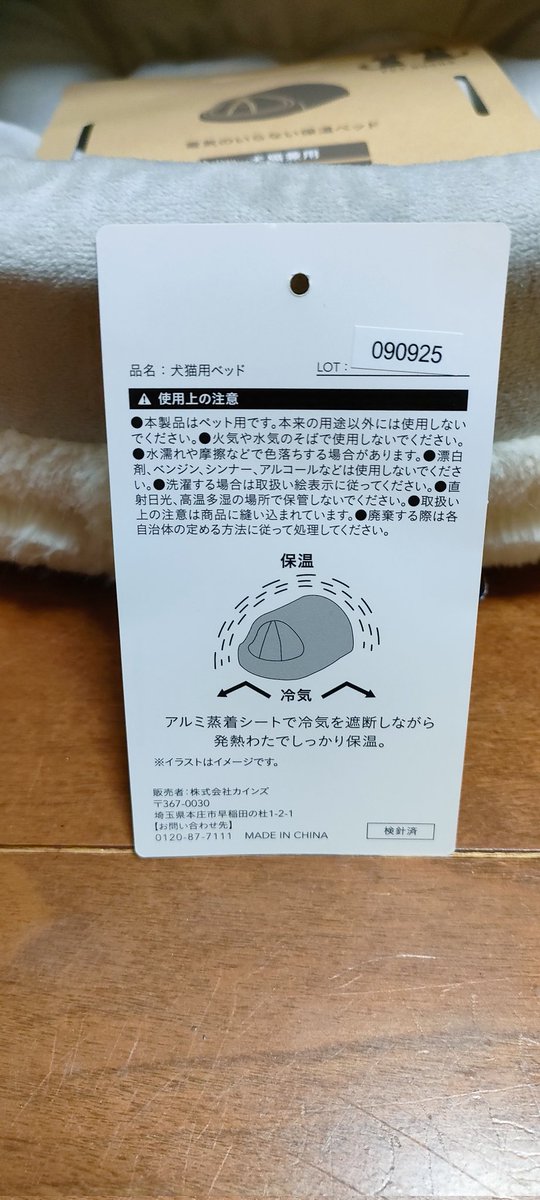 電気のいらない保温ベッド
犬猫兼用
品名：犬猫用ベッド
LOT：
090925
使用上の注意
●本製品はペット用です。本来の用途以外には使用しない
でください。●火気や水気のそばで使用しないでください。
●水濡れや摩擦などで色落ちする場合があります。●漂白
剤、ベンジン、シンナー、アルコールなどは使用しないでくださ
い。●洗濯する場合は取扱い絵表示に従ってください。●直
射日光、高温多湿の場所で保管しないでください。●取扱い
上の注意は商品に縫い込まれています。●廃棄する際は各
自治体の定める方法に従って処理してください。
保温
冷気
アルミ蒸着シートで冷気を遮断しながら
発熱わたでしっかり保温。
※イラストはイメージです。
販売者：株式会社カインズ
〒367-0030
埼玉県本庄市早稲田の杜1-2-1
【お問い合わせ先】
0120-87-7111 MADE IN CHINA
検針済